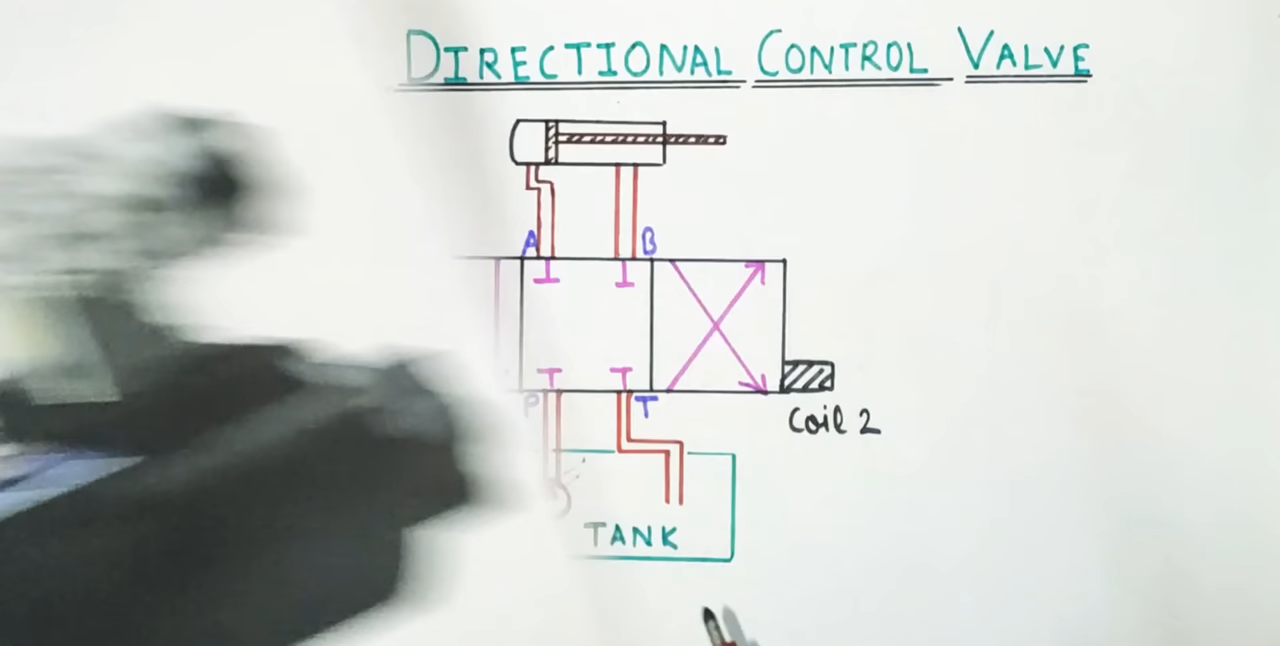 DIRECTIONAL CONTROL VALVE
A B
P T
Coil 2
TANK